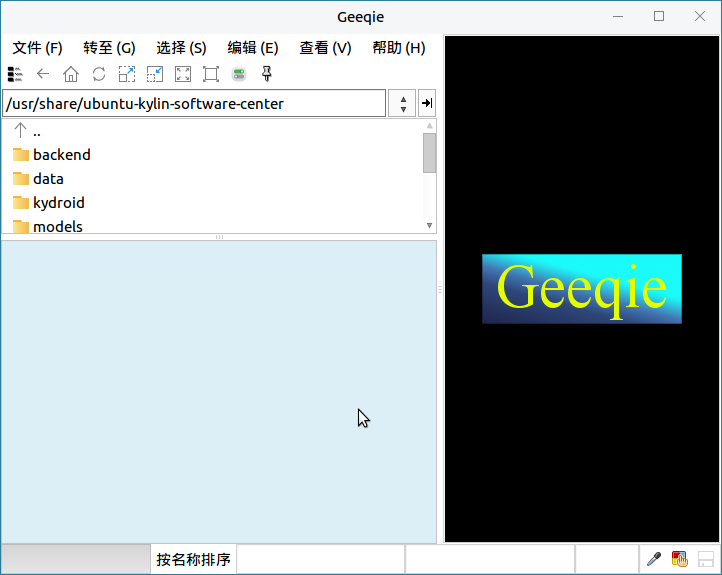 Geeqie
文件 (F) 转至 (G) 选择 (S) 编辑 (E) 查看 (V) 帮助 (H)
/usr/share/ubuntu-kylin-software-center
..
backend
data
kydroid
models
Geeqie
按名称排序